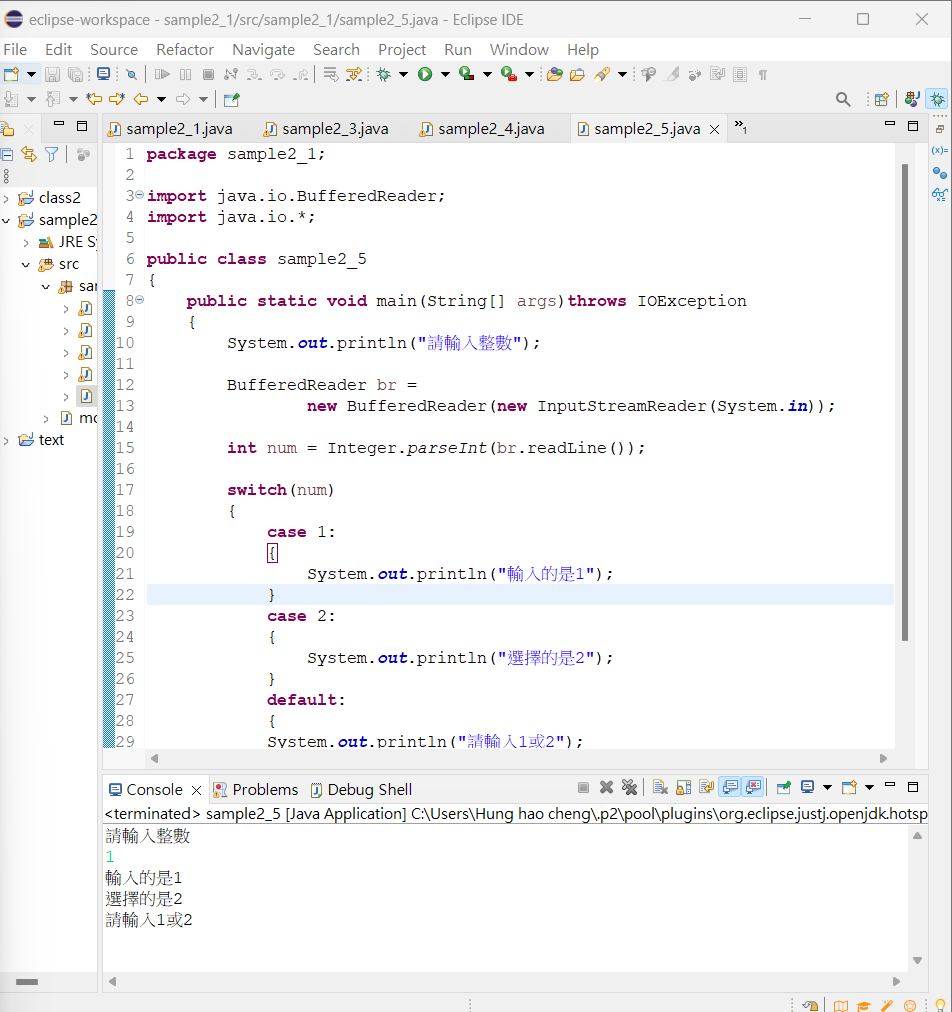 eclipse-workspace - sample2_1/src/sample2_1/sample2_5.java - Eclipse IDE
File Edit Source Refactor Navigate Search Project Run Window Help
sample2_1.java sample2_3.java sample2_4.java sample2_5.java »1
class2
sample2
JRE Sy
src
sar
mo
text
1 package sample2_1;
2
3 import java.io.BufferedReader;
4 import java.io.*;
5
6 public class sample2_5
7 {
8 public static void main(String[] args)throws IOException
9 {
10 System.out.println("請輸入整數");
11
12 BufferedReader br =
13 new BufferedReader(new InputStreamReader(System.in));
14
15 int num = Integer.parseInt(br.readLine());
16
17 switch(num)
18 {
19 case 1:
20 {
21 System.out.println("輸入的是1");
22 }
23 case 2:
24 {
25 System.out.println("選擇的是2");
26 }
27 default:
28 {
29 System.out.println("請輸入1或2");
Console Problems Debug Shell
<terminated> sample2_5 [Java Application] C:\Users\Hung hao cheng\.p2\pool\plugins\org.eclipse.justj.openjdk.hotsp
請輸入整數
1
輸入的是1
選擇的是2
請輸入1或2